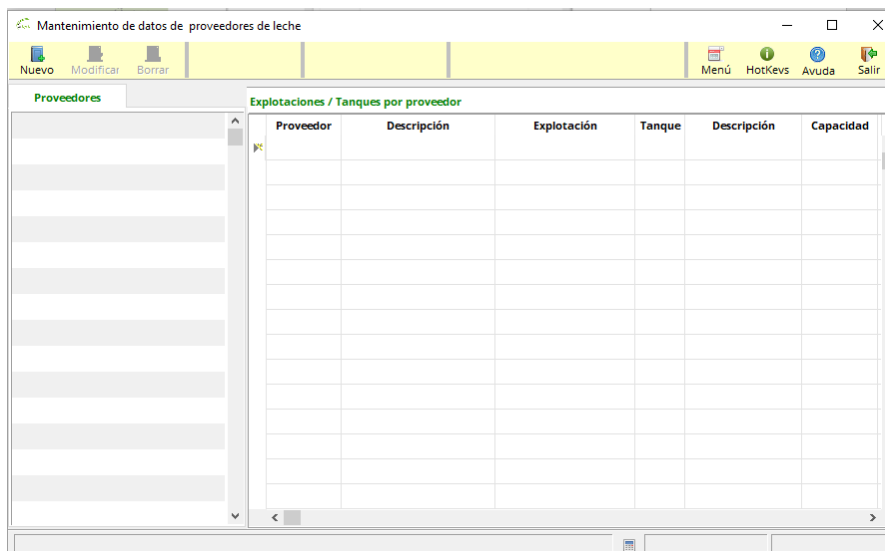 Mantenimiento de datos de proveedores de leche
Nuevo Modificar Borrar Menú HotKeys Ayuda Salir
Proveedores
Explotaciones / Tanques por proveedor
Proveedor Descripción Explotación Tanque Descripción Capacidad